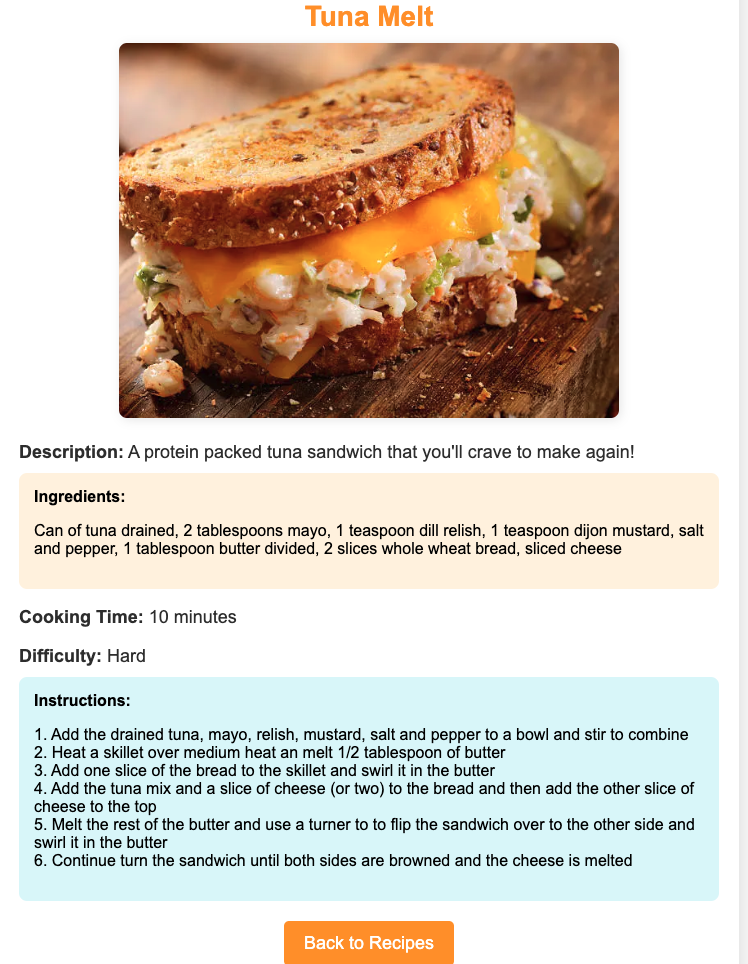 Tuna Melt
Description: A protein packed tuna sandwich that you'll crave to make again!
Ingredients:
Can of tuna drained, 2 tablespoons mayo, 1 teaspoon dill relish, 1 teaspoon dijon mustard, salt
and pepper, 1 tablespoon butter divided, 2 slices whole wheat bread, sliced cheese
Cooking Time: 10 minutes
Difficulty: Hard
Instructions:
1. Add the drained tuna, mayo, relish, mustard, salt and pepper to a bowl and stir to combine
2. Heat a skillet over medium heat an melt 1/2 tablespoon of butter
3. Add one slice of the bread to the skillet and swirl it in the butter
4. Add the tuna mix and a slice of cheese (or two) to the bread and then add the other slice of
cheese to the top
5. Melt the rest of the butter and use a turner to to flip the sandwich over to the other side and
swirl it in the butter
6. Continue turn the sandwich until both sides are browned and the cheese is melted
Back to Recipes